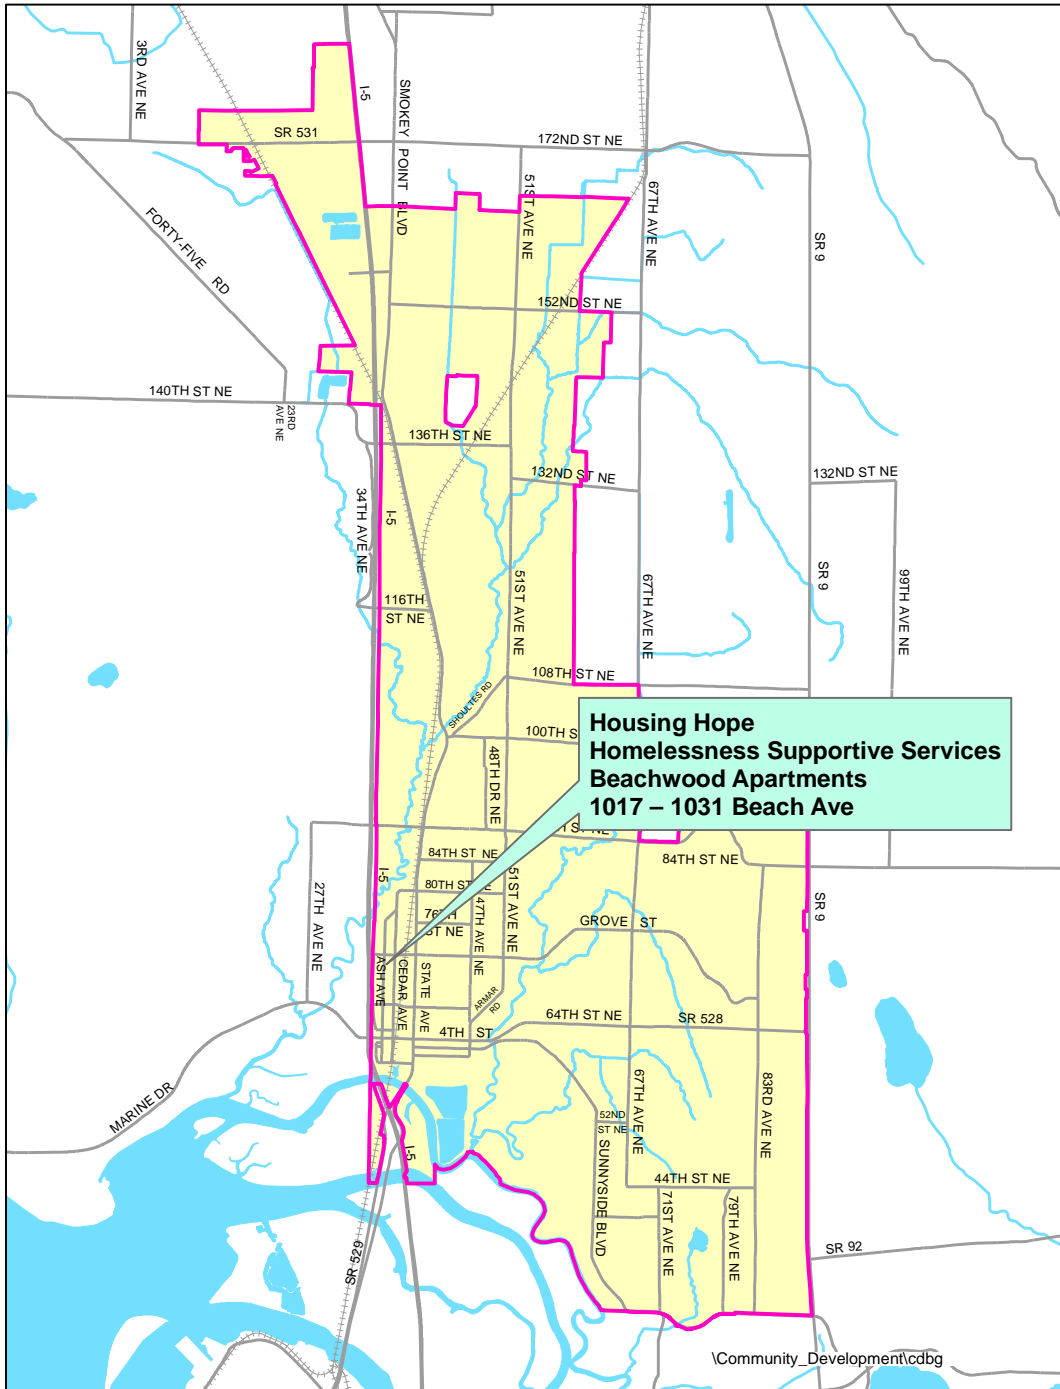 3RD AVE NE
I-5
SMOKEY POINT BLVD
SR 531
172ND ST NE
51ST AVE NE
67TH AVE NE
SR 9
FORTY-FIVE RD
152ND ST NE
140TH ST NE
23RD
AVE NE
136TH ST NE
132ND ST NE
132ND ST NE
34TH AVE NE
I-5
51ST AVE NE
67TH AVE NE
SR 9
99TH AVE NE
116TH
ST NE
108TH ST NE
SHOULTES RD
100TH S
48TH DR NE
Housing Hope
Homelessness Supportive Services
Beachwood Apartments
1017 – 1031 Beach Ave
ST NE
84TH ST NE
84TH ST NE
I-5
80TH ST E
51ST AVE NE
27TH AVE NE
76TH
ST NE
47TH AVE NE
GROVE ST
SR 9
ASH AVE
CEDAR AVE
STATE AVE
ARMAR
RD
64TH ST NE
SR 528
4TH ST
MARINE DR
67TH AVE NE
83RD AVE NE
52ND
ST NE
SUNNYSIDE BLVD
I-5
44TH ST NE
71ST AVE NE
79TH AVE NE
SR 529
SR 92
\Community_Development\cdbg